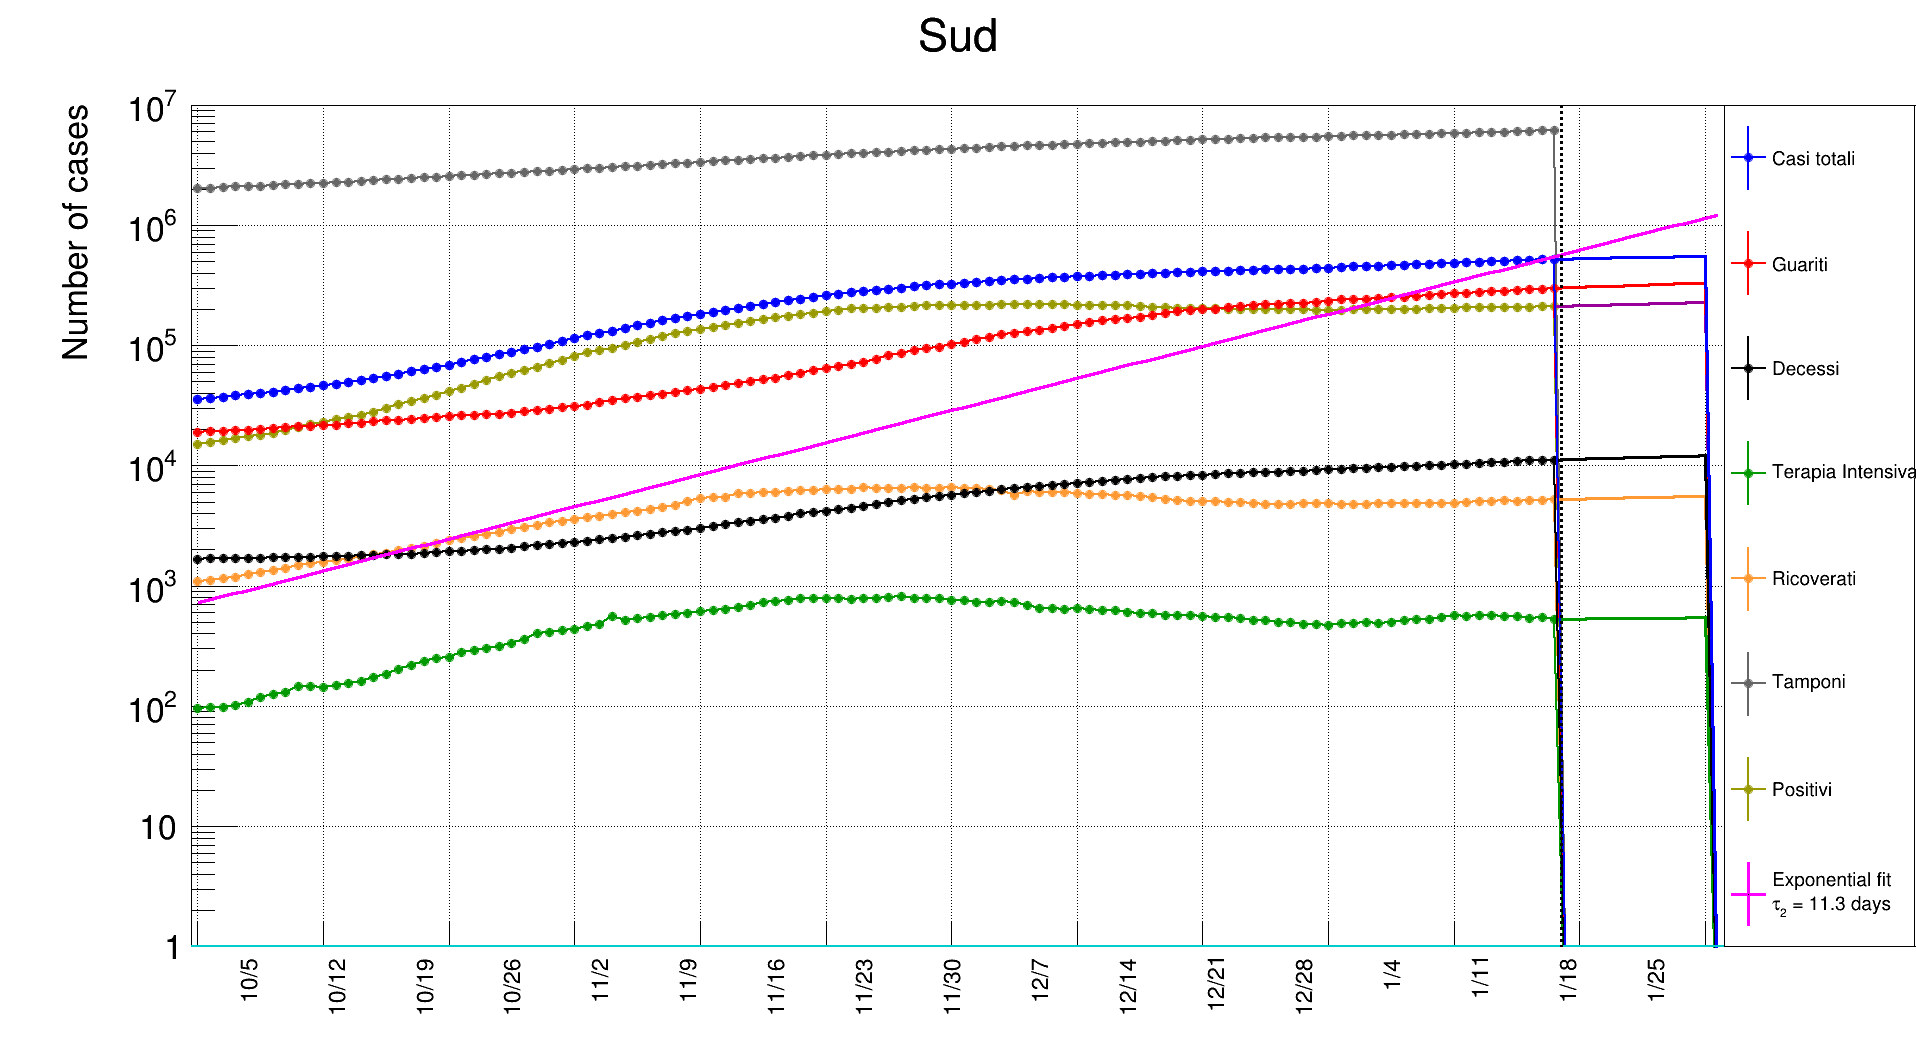 Sud
Number of cases
10^7
10^6
10^5
10^4
10^3
10^2
10
1
10/5
10/12
10/19
10/26
11/2
11/9
11/16
11/23
11/30
12/7
12/14
12/21
12/28
1/4
1/11
1/18
1/25
Casi totali
Guariti
Decessi
Terapia Intensiva
Ricoverati
Tamponi
Positivi
Exponential fit
τ₂ = 11.3 days